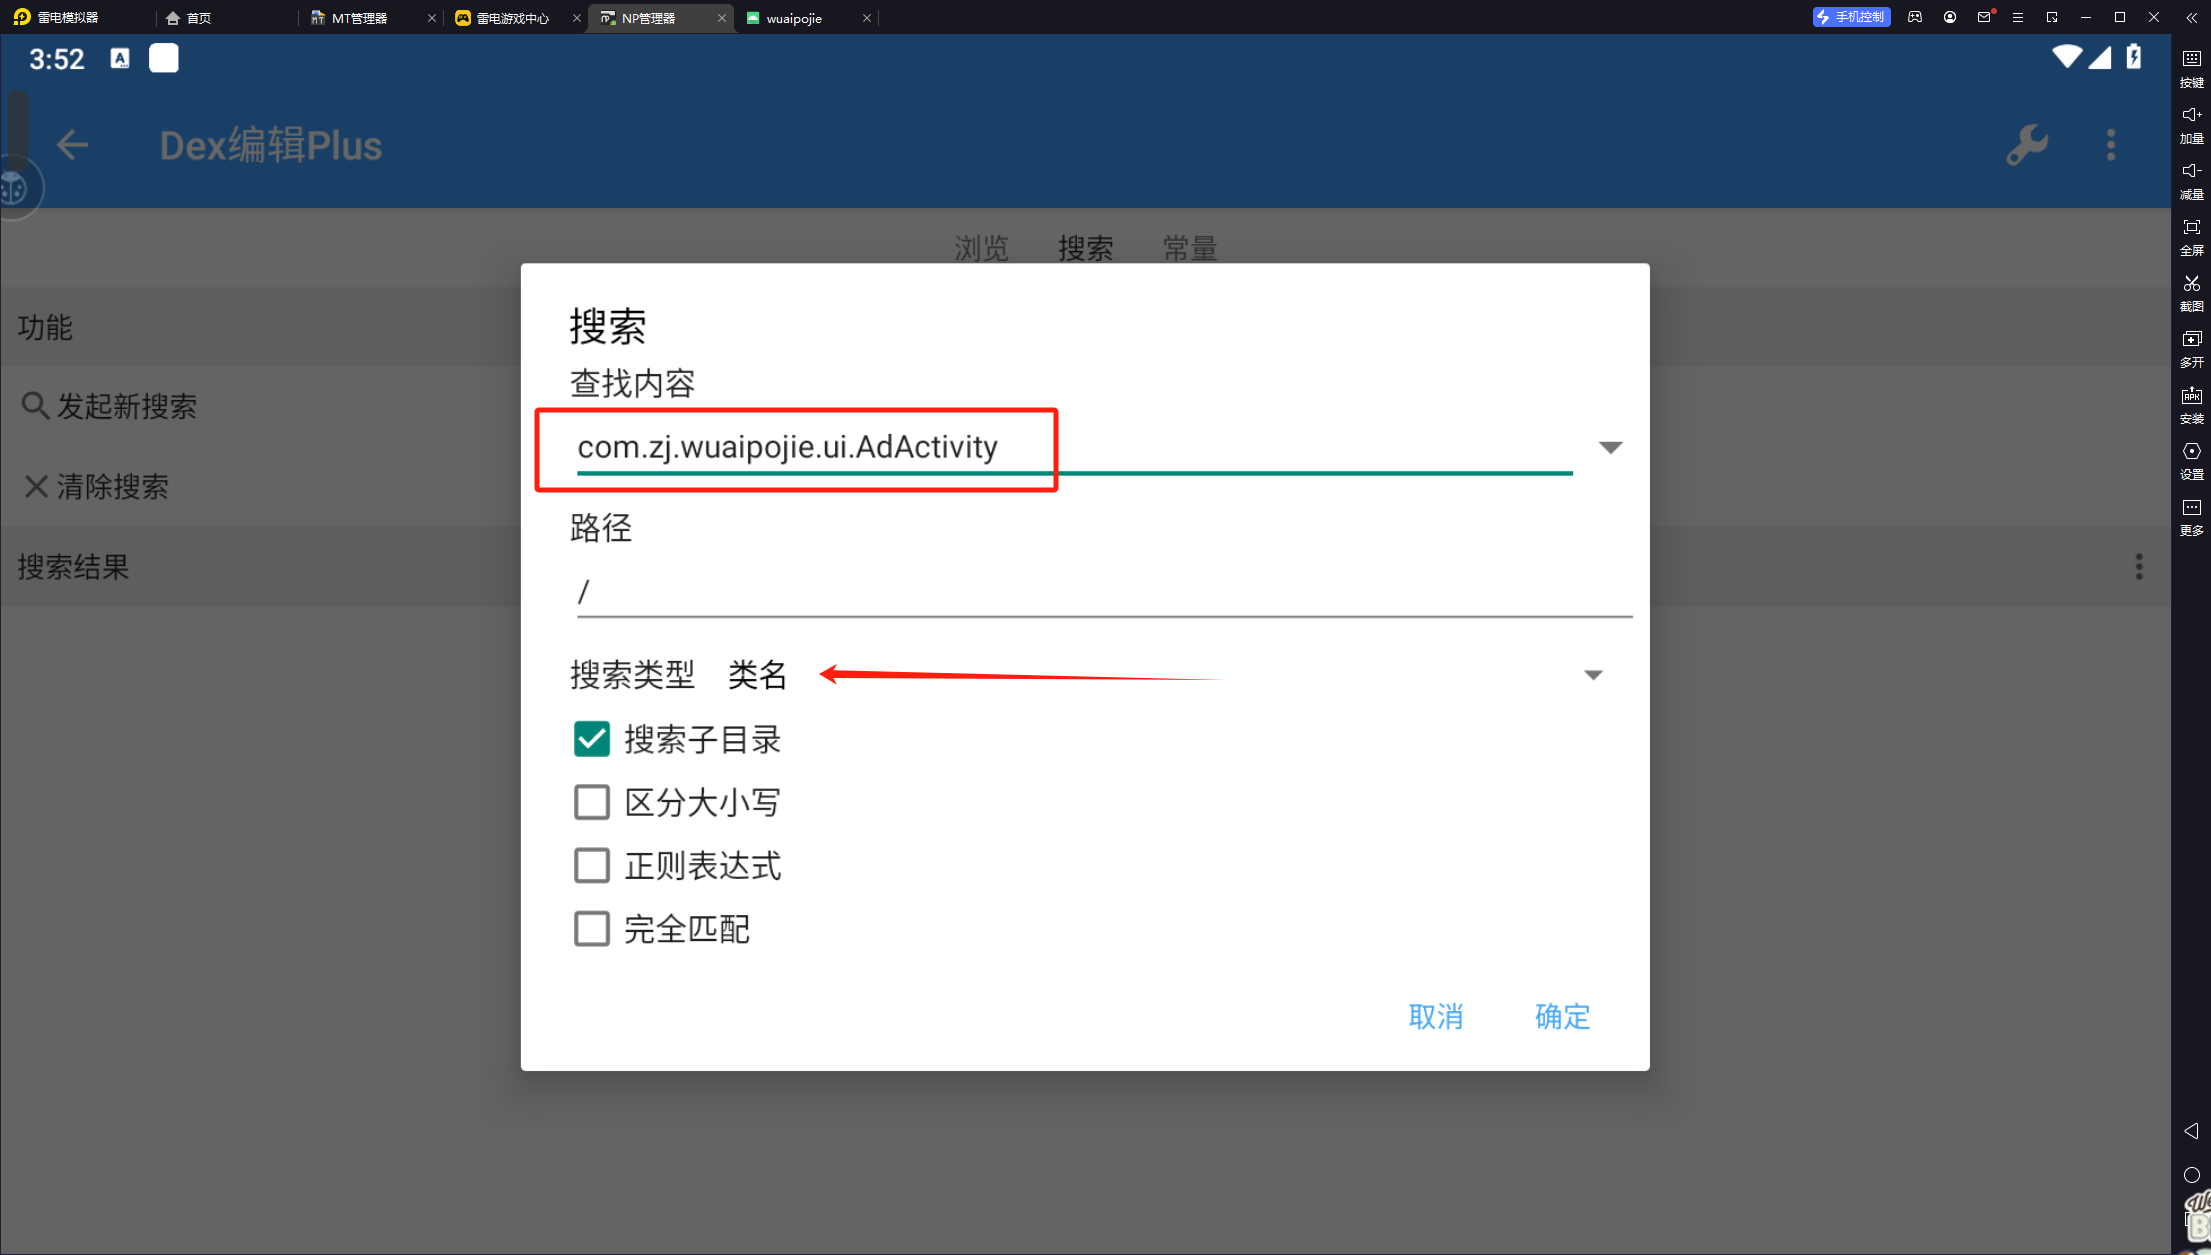 雷电模拟器
首页
MT管理器
雷电游戏中心
NP管理器
wuaipojie
手机控制
3:52
A
Dex编辑Plus
浏览
搜索
常量
功能
发起新搜索
清除搜索
搜索结果
搜索
查找内容
com.zj.wuaipojie.ui.AdActivity
路径
/
搜索类型 类名
搜索子目录
区分大小写
正则表达式
完全匹配
取消
确定
按键
加量
减量
全屏
截图
多开
APK
安装
设置
更多